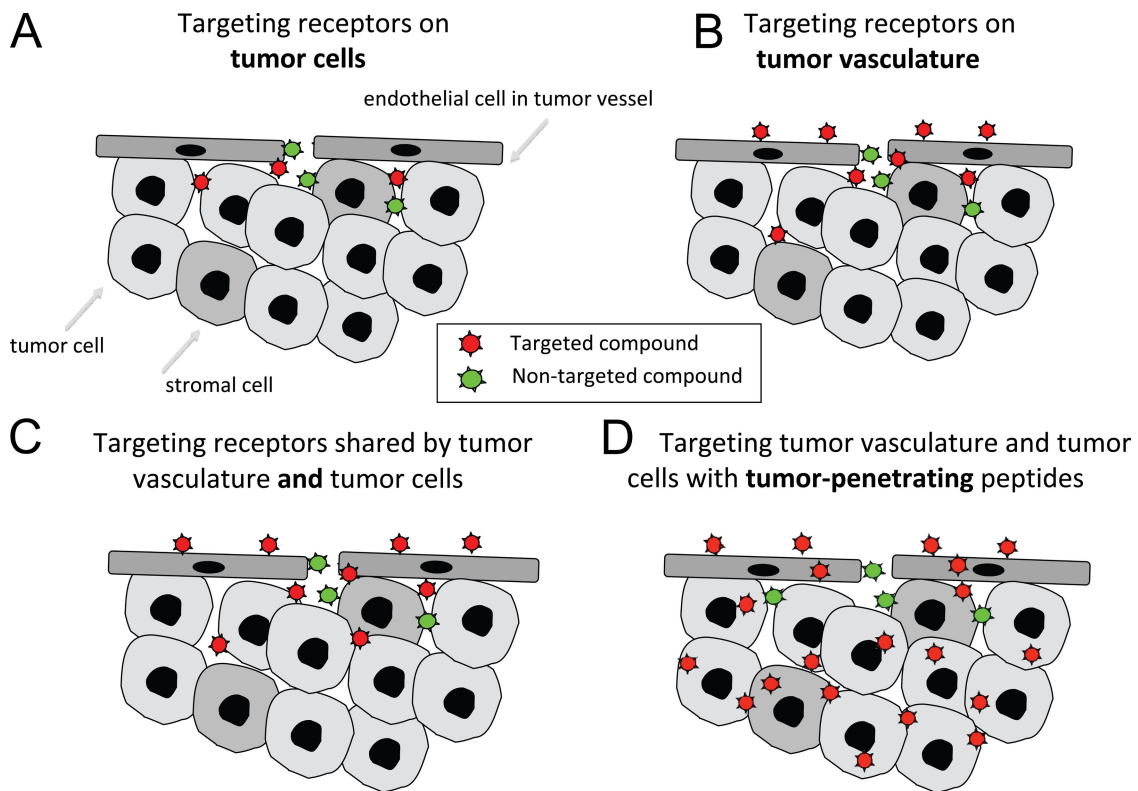 A
Targeting receptors on
tumor cells
B
Targeting receptors on
tumor vasculature
endothelial cell in tumor vessel
tumor cell
stromal cell
Targeted compound
Non-targeted compound
C
Targeting receptors shared by tumor
vasculature and tumor cells
D
Targeting tumor vasculature and tumor
cells with tumor-penetrating peptides